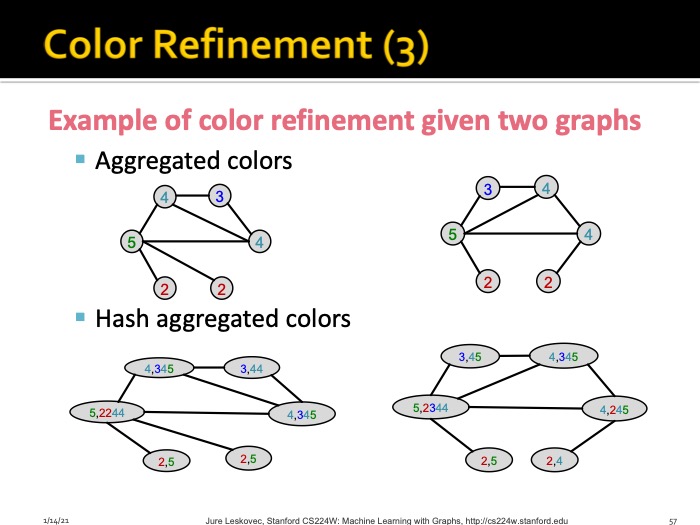 Color Refinement (3)
Example of color refinement given two graphs
Aggregated colors
4 3 3 4
5 4 5 4
2 2 2 2
Hash aggregated colors
4,345 3,44 3,45 4,345
5,2244 4,345 5,2344 4,245
2,5 2,5 2,5 2,4
1/14/21 Jure Leskovec, Stanford CS224W: Machine Learning with Graphs, http://cs224w.stanford.edu 57